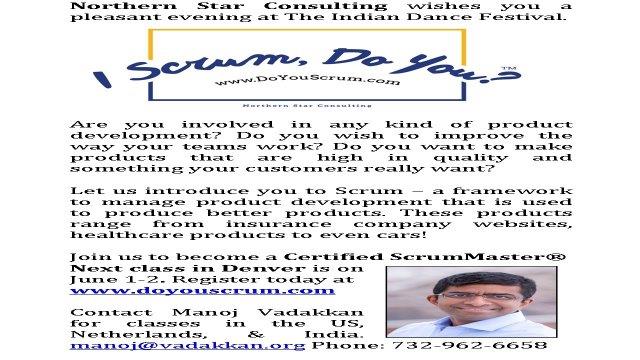 Northern Star Consulting wishes you a
pleasant evening at The Indian Dance Festival.
I Scrum, Do You?™
www.DoYouScrum.com
Northern Star Consulting
Are you involved in any kind of product
development? Do you wish to improve the
way your teams work? Do you want to make
products that are high in quality and
something your customers really want?
Let us introduce you to Scrum – a framework
to manage product development that is used
to produce better products. These products
range from insurance company websites,
healthcare products to even cars!
Join us to become a Certified ScrumMaster®
Next class in Denver is on
June 1-2. Register today at
www.doyouscrum.com
Contact Manoj Vadakkan
for classes in the US,
Netherlands, & India.
manoj@vadakkan.org Phone: 732-962-6658